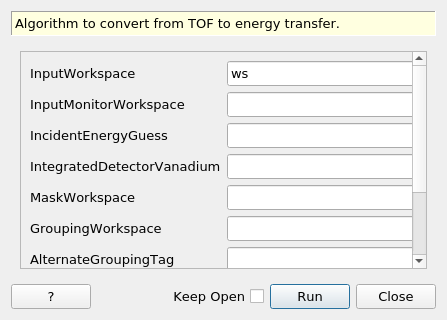 Algorithm to convert from TOF to energy transfer.
InputWorkspace ws
InputMonitorWorkspace
IncidentEnergyGuess
IntegratedDetectorVanadium
MaskWorkspace
GroupingWorkspace
AlternateGroupingTag
? Keep Open Run Close